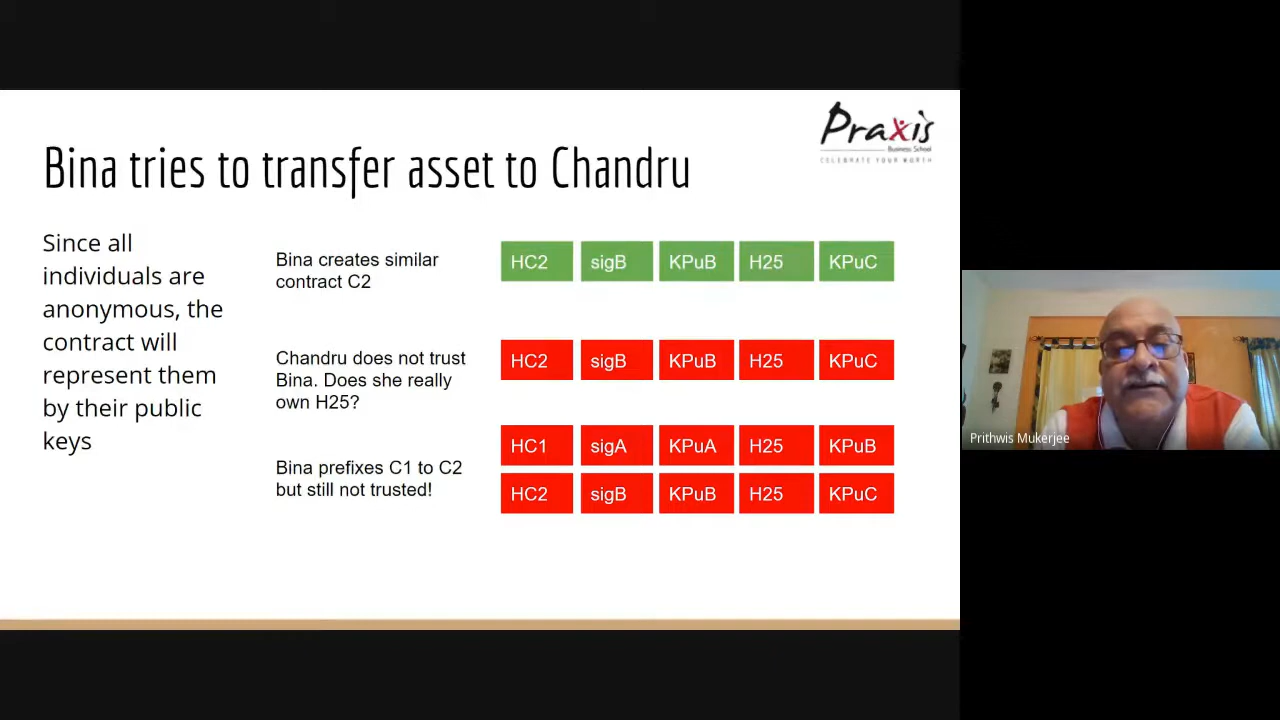 Praxis
Business School
CELEBRATE YOUR WORTH
Bina tries to transfer asset to Chandru
Since all
individuals are
anonymous, the
contract will
represent them
by their public
keys
Bina creates similar
contract C2
HC2 sigB KPuB H25 KPuC
Chandru does not trust
Bina. Does she really
own H25?
HC2 sigB KPuB H25 KPuC
Bina prefixes C1 to C2
but still not trusted!
HC1 sigA KPuA H25 KPuB
HC2 sigB KPuB H25 KPuC
Prithwis Mukerjee